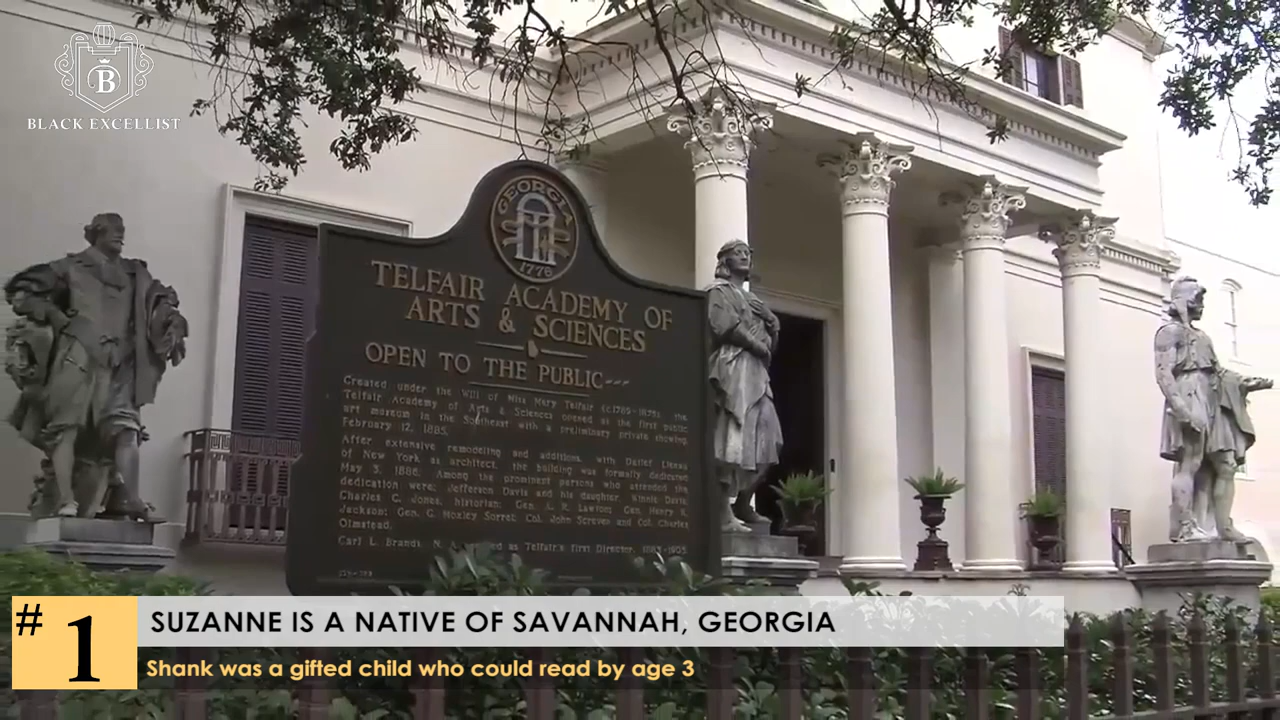 B
BLACK EXCELLIST
GEORGIA
1776
TELFAIR ACADEMY OF
ARTS & SCIENCES
OPEN TO THE PUBLIC---
Created under the Will of Miss Mary Telfair the
Telfair Academy of Arts & Sciences opened as the first public
art museum in the Southeast with a preliminary private showing
February 12, 1885.
After extensive remodeling and additions, with Detlef Lienau
of New York as architect, the building was formally dedicated
May 3, 1886. Among the prominent persons who attended the
dedication were: Jefferson Davis and his daughter Winnie Davis,
Charles C. Jones, historian; Gen. A. R. Lawton; Gen. Henry R.
Jackson; Gen. G. Moxley Sorrel; Col. John Screven and Col. Charles
Olmstead.
Carl L. Brandt, N. A., as Telfair's first Director,
# 1
SUZANNE IS A NATIVE OF SAVANNAH, GEORGIA
Shank was a gifted child who could read by age 3